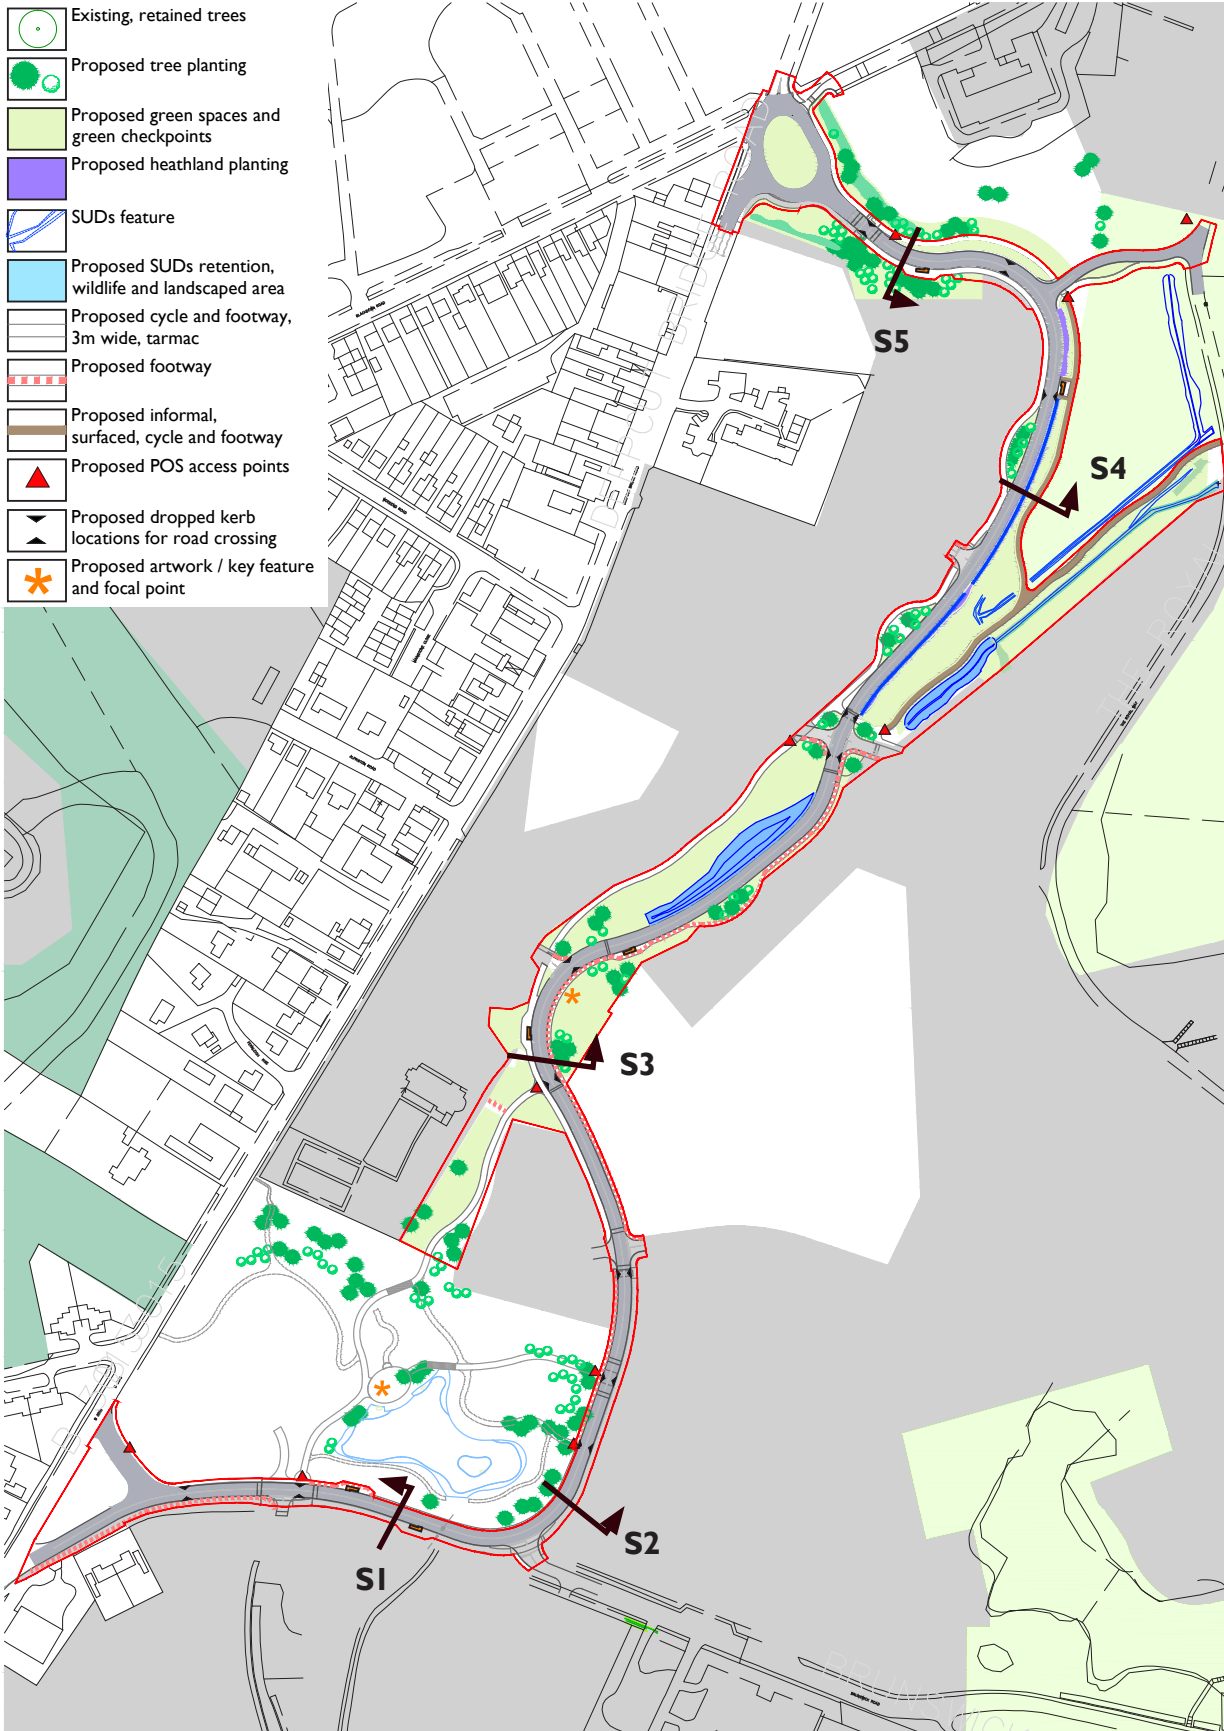 Existing, retained trees
Proposed tree planting
Proposed green spaces and
green checkpoints
Proposed heathland planting
SUDs feature
Proposed SUDs retention,
wildlife and landscaped area
Proposed cycle and footway,
3m wide, tarmac
Proposed footway
Proposed informal,
surfaced, cycle and footway
Proposed POS access points
Proposed dropped kerb
locations for road crossing
Proposed artwork / key feature
and focal point
S5
S4
S3
S2
S1
THE ROYAL